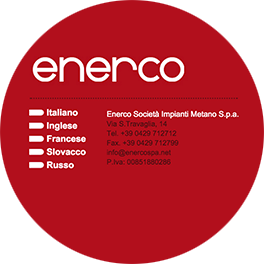 enerco
Italiano
Inglese
Francese
Slovacco
Russo
Enerco Società Impianti Metano S.p.a.
Via S.Travaglia, 14
Tel. +39 0429 712712
Fax. +39 0429 712799
info@enercospa.net
P.Iva: 00651880286